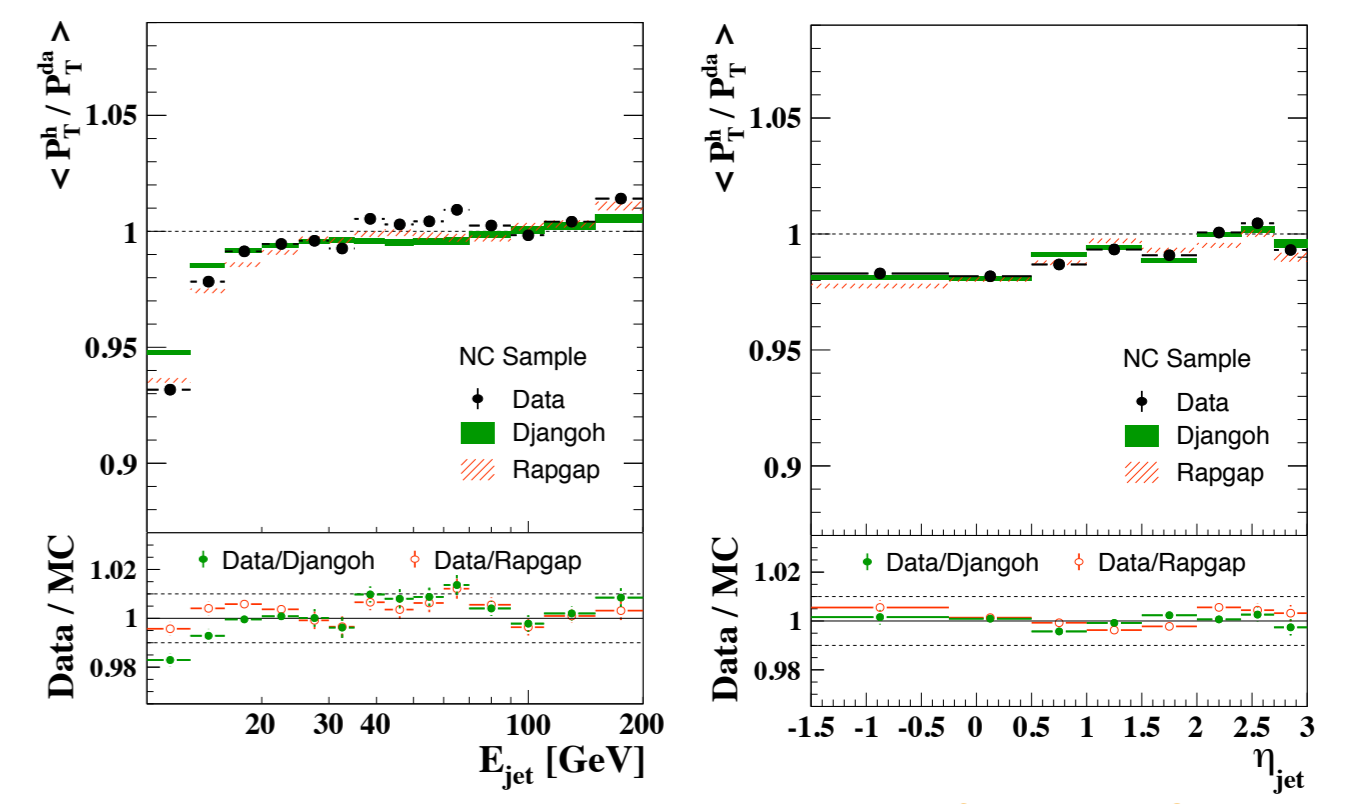 < P_T^h / P_T^da >
1.05
1
0.95
0.9
NC Sample
Data
Djangoh
Rapgap
Data / MC
1.02
1
0.98
Data/Djangoh
Data/Rapgap
20 30 40 100 200
E_jet [GeV]
< P_T^h / P_T^da >
1.05
1
0.95
0.9
NC Sample
Data
Djangoh
Rapgap
Data / MC
1.02
1
0.98
Data/Djangoh
Data/Rapgap
-1.5 -1 -0.5 0 0.5 1 1.5 2 2.5 3
η_jet